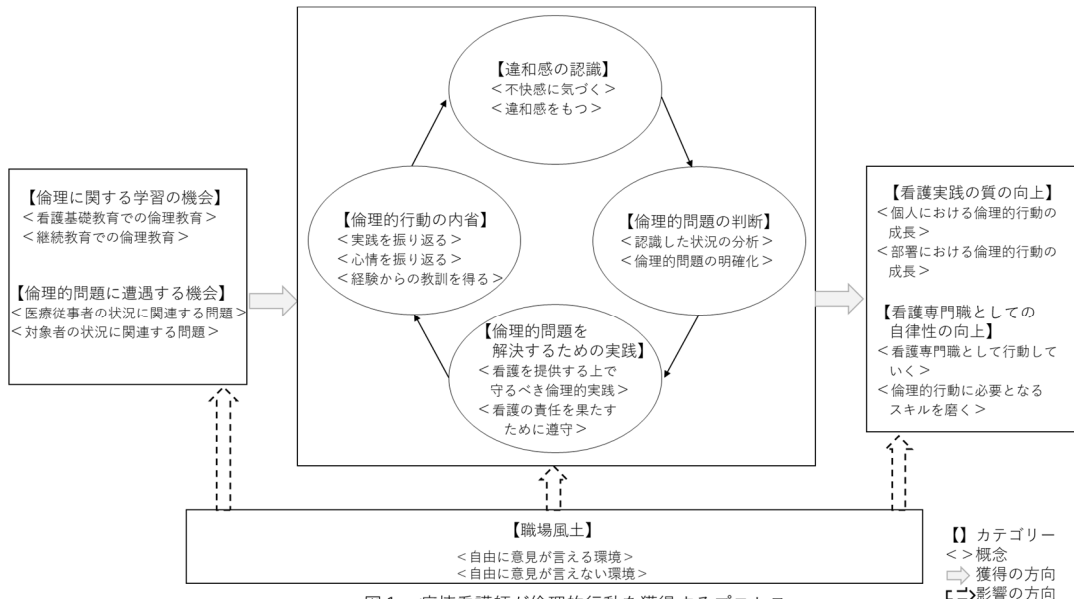 【違和感の認識】
＜不快感に気づく＞
＜違和感をもつ＞
【倫理に関する学習の機会】
＜看護基礎教育での倫理教育＞
＜継続教育での倫理教育＞
【倫理的問題に遭遇する機会】
＜医療従事者の状況に関連する問題＞
＜対象者の状況に関連する問題＞
【倫理的行動の内省】
＜実践を振り返る＞
＜心情を振り返る＞
＜経験からの教訓を得る＞
【倫理的問題の判断】
＜認識した状況の分析＞
＜倫理的問題の明確化＞
【倫理的問題を
解決するための実践】
＜看護を提供する上で
守るべき倫理的実践＞
＜看護の責任を果たす
ために遵守＞
【看護実践の質の向上】
＜個人における倫理的行動の
成長＞
＜部署における倫理的行動の
成長＞
【看護専門職としての
自律性の向上】
＜看護専門職として行動して
いく＞
＜倫理的行動に必要となる
スキルを磨く＞
【職場風土】
＜自由に意見が言える環境＞
＜自由に意見が言えない環境＞
【】カテゴリー
＜＞概念
獲得の方向
影響の方向